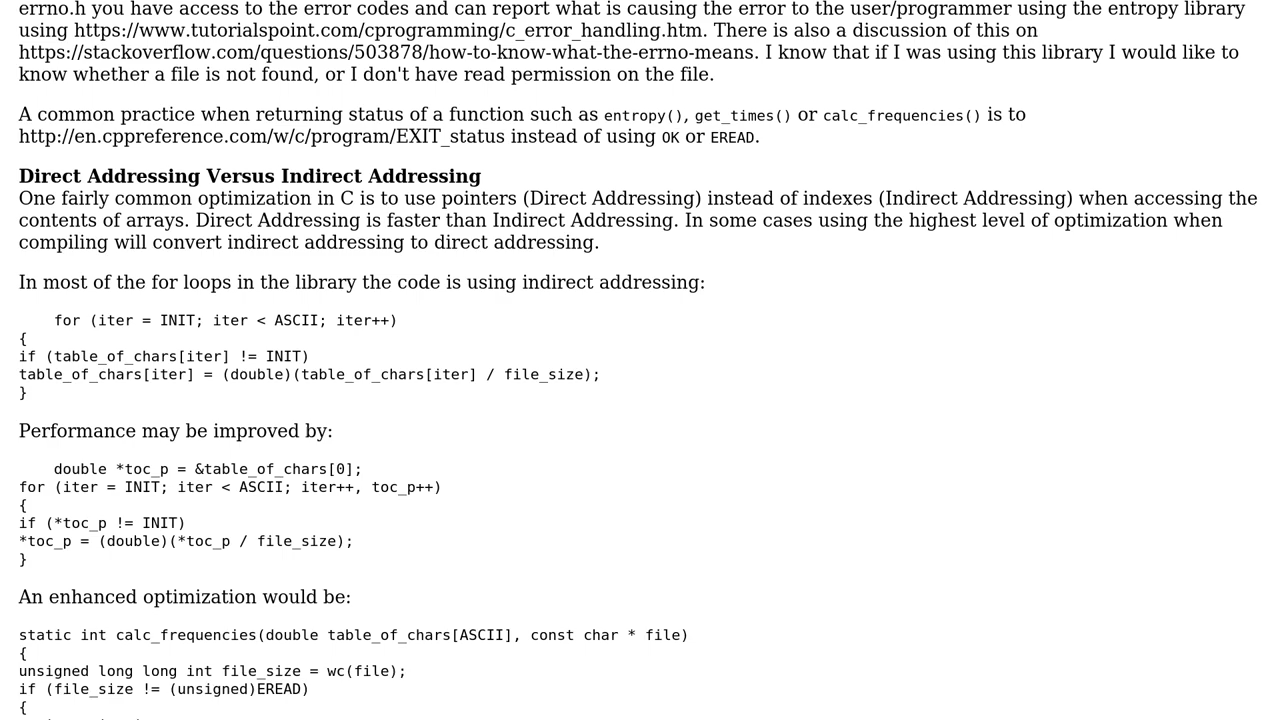 errno.h you have access to the error codes and can report what is causing the error to the user/programmer using the entropy library
using https://www.tutorialspoint.com/cprogramming/c_error_handling.htm. There is also a discussion of this on
https://stackoverflow.com/questions/503878/how-to-know-what-the-errno-means. I know that if I was using this library I would like to
know whether a file is not found, or I don't have read permission on the file.
A common practice when returning status of a function such as entropy(), get_times() or calc_frequencies() is to
http://en.cppreference.com/w/c/program/EXIT_status instead of using OK or EREAD.
Direct Addressing Versus Indirect Addressing
One fairly common optimization in C is to use pointers (Direct Addressing) instead of indexes (Indirect Addressing) when accessing the
contents of arrays. Direct Addressing is faster than Indirect Addressing. In some cases using the highest level of optimization when
compiling will convert indirect addressing to direct addressing.
In most of the for loops in the library the code is using indirect addressing:
for (iter = INIT; iter < ASCII; iter++)
{
if (table_of_chars[iter] != INIT)
table_of_chars[iter] = (double)(table_of_chars[iter] / file_size);
}
Performance may be improved by:
double *toc_p = &table_of_chars[0];
for (iter = INIT; iter < ASCII; iter++, toc_p++)
{
if (*toc_p != INIT)
*toc_p = (double)(*toc_p / file_size);
}
An enhanced optimization would be:
static int calc_frequencies(double table_of_chars[ASCII], const char * file)
{
unsigned long long int file_size = wc(file);
if (file_size != (unsigned)EREAD)
{